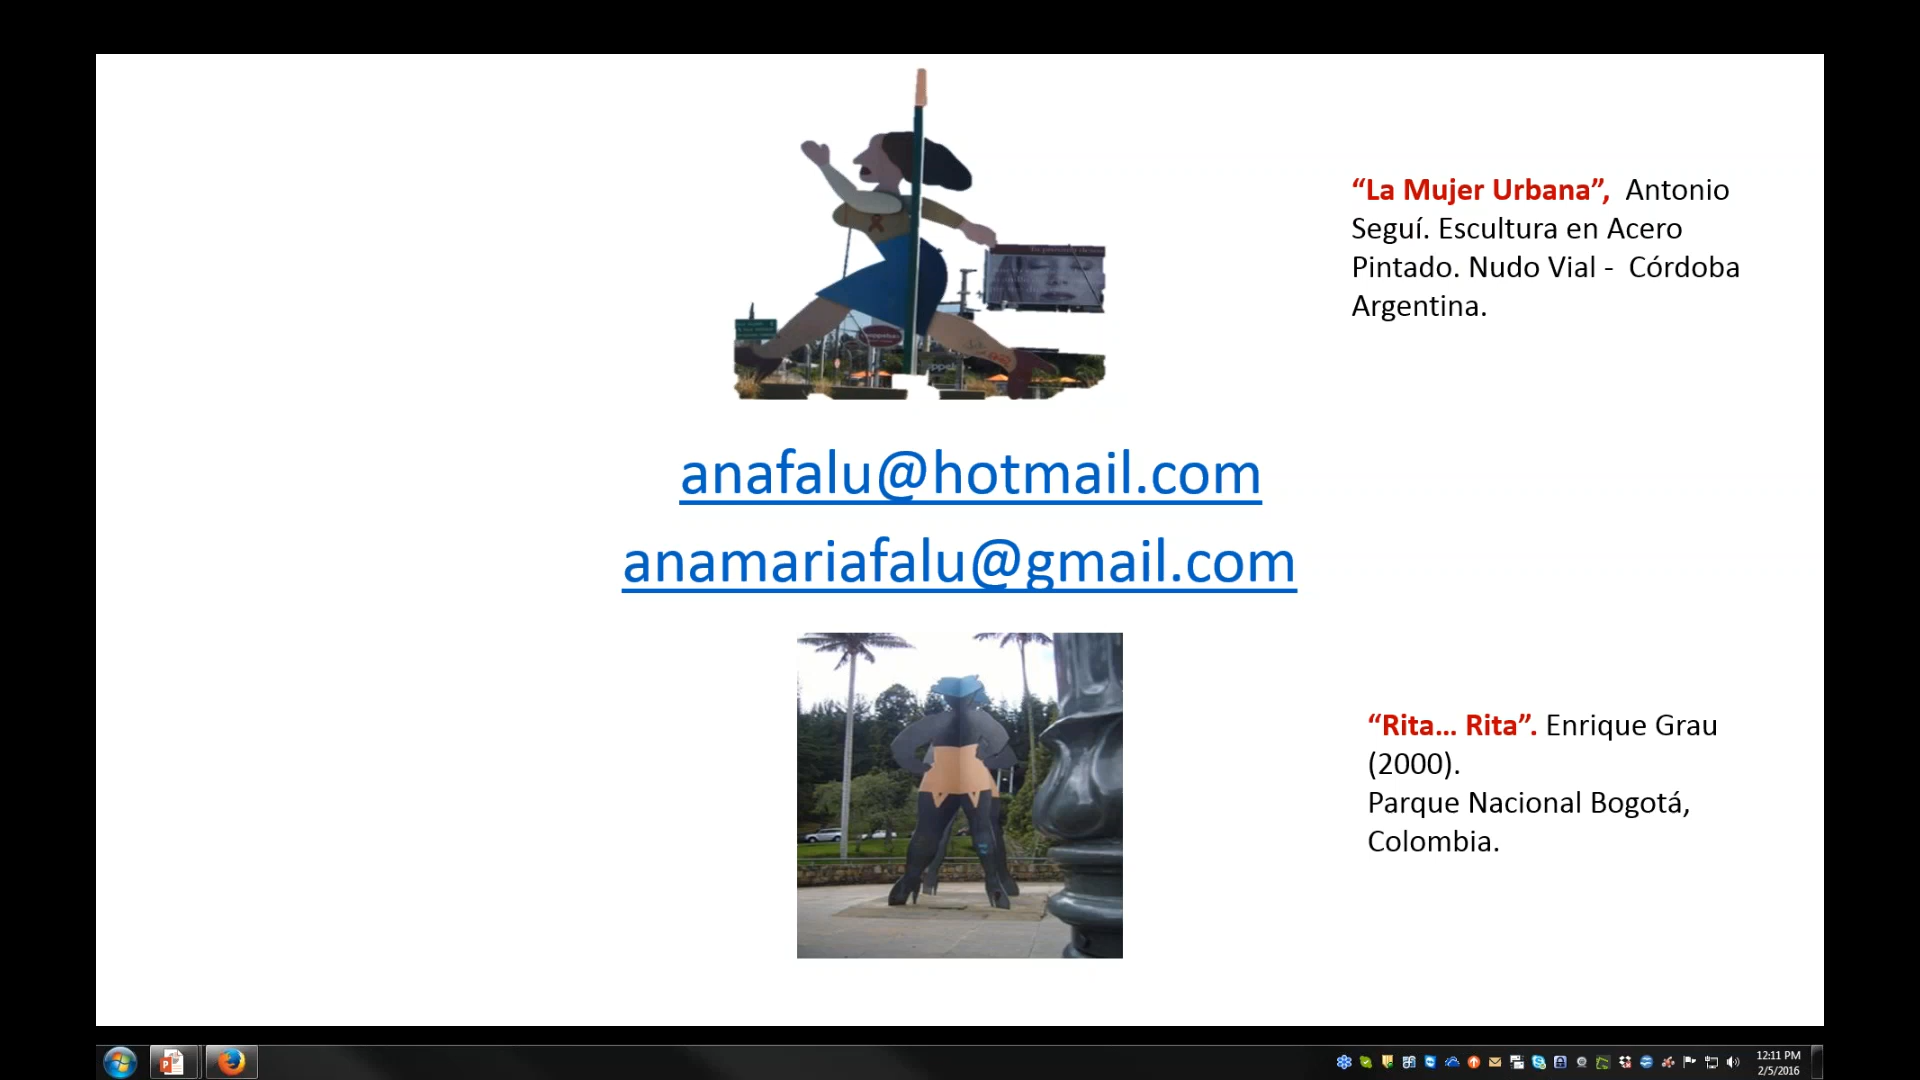 “La Mujer Urbana”, Antonio
Seguí. Escultura en Acero
Pintado. Nudo Vial - Córdoba
Argentina.
anafalu@hotmail.com
anamariafalu@gmail.com
“Rita... Rita”. Enrique Grau
(2000).
Parque Nacional Bogotá,
Colombia.
12:11 PM
2/5/2016